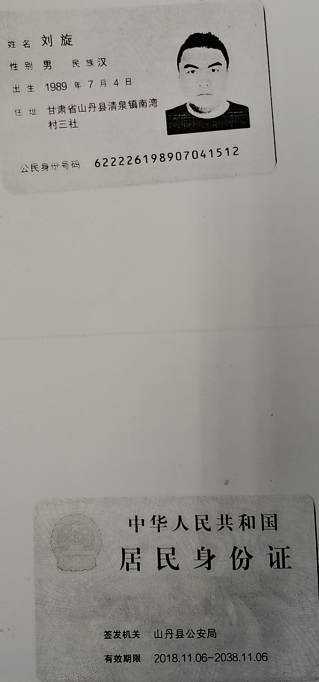 姓名 刘旋
性别 男 民族 汉
出生 1989 年 7 月 4 日
住址 甘肃省山丹县清泉镇南湾
村三社
公民身份号码 622226198907041512
中华人民共和国
居民身份证
签发机关 山丹县公安局
有效期限 2018.11.06-2038.11.06